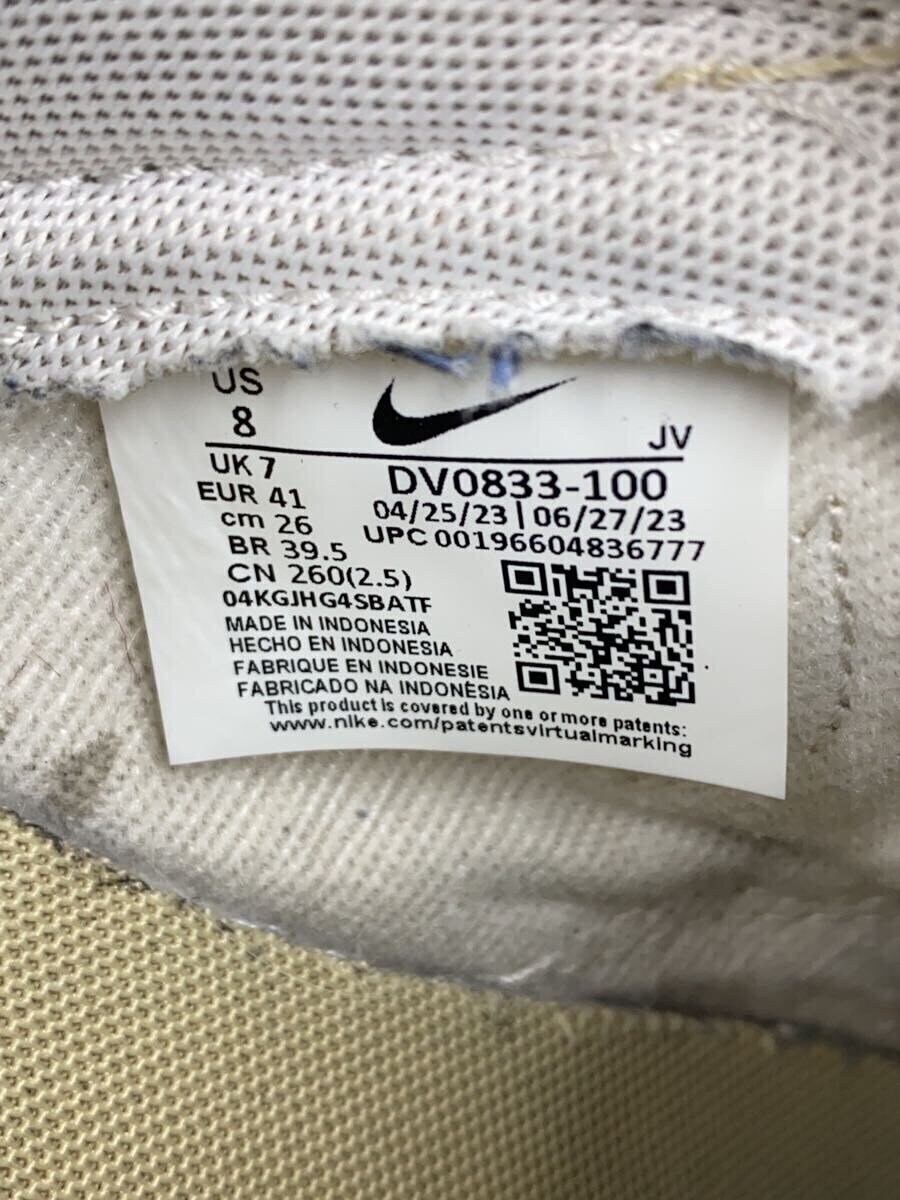 US
8
JV
UK 7
EUR 41
cm 26
BR 39.5
CN 260(2.5)
DV0833-100
04/25/23 | 06/27/23
UPC 00196604836777
04KGJHG4SBATF
MADE IN INDONESIA
HECHO EN INDONESIA
FABRIQUE EN INDONESIE
FABRICADO NA INDONÈSIA
This product is covered by one or more patents:
www.nike.com/patentsvirtualmarking